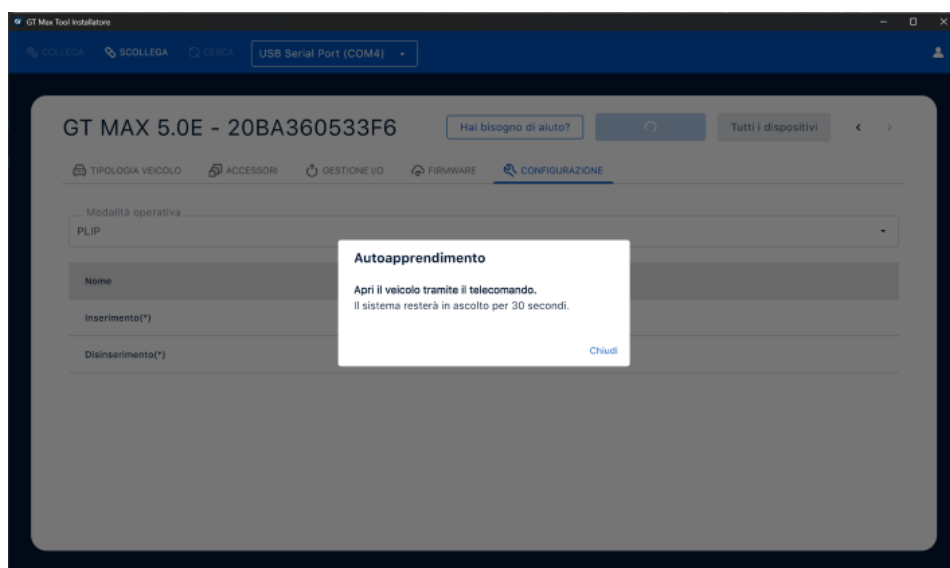 GT Max Tool Installatore
COLLEGA SCOLLEGA CERCA USB Serial Port (COM4)
GT MAX 5.0E - 20BA360533F6 Hai bisogno di aiuto? Tutti i dispositivi
TIPOLOGIA VEICOLO ACCESSORI GESTIONE I/O FIRMWARE CONFIGURAZIONE
Modalità operativa
PLIP
Autoapprendimento
Nome
Apri il veicolo tramite il telecomando.
Il sistema resterà in ascolto per 30 secondi.
Inserimento(*)
Disinserimento(*)
Chiudi